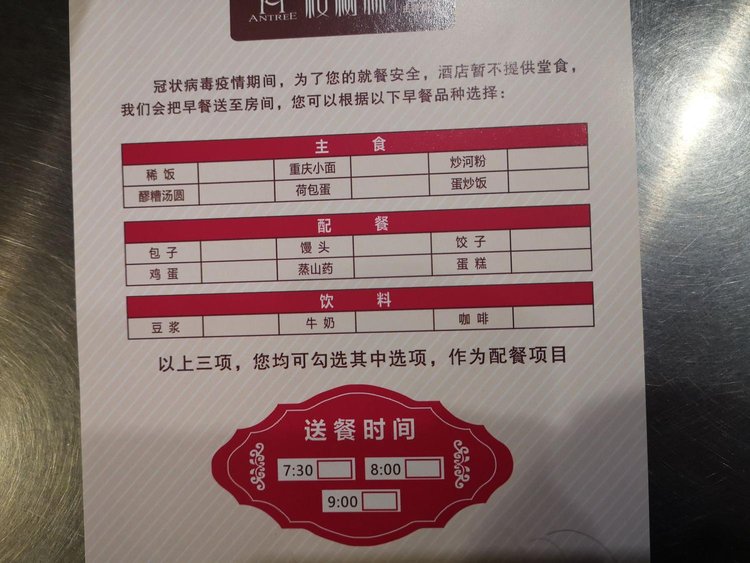 ANTREE
冠状病毒疫情期间，为了您的就餐安全，酒店暂不提供堂食，
我们会把早餐送至房间，您可以根据以下早餐品种选择：
主 食
稀 饭 重庆小面 炒河粉
醪糟汤圆 荷包蛋 蛋炒饭
配 餐
包 子 馒 头 饺 子
鸡 蛋 蒸山药 蛋 糕
饮 料
豆 浆 牛 奶 咖 啡
以上三项，您均可勾选其中选项，作为配餐项目
送餐时间
7:30 8:00
9:00